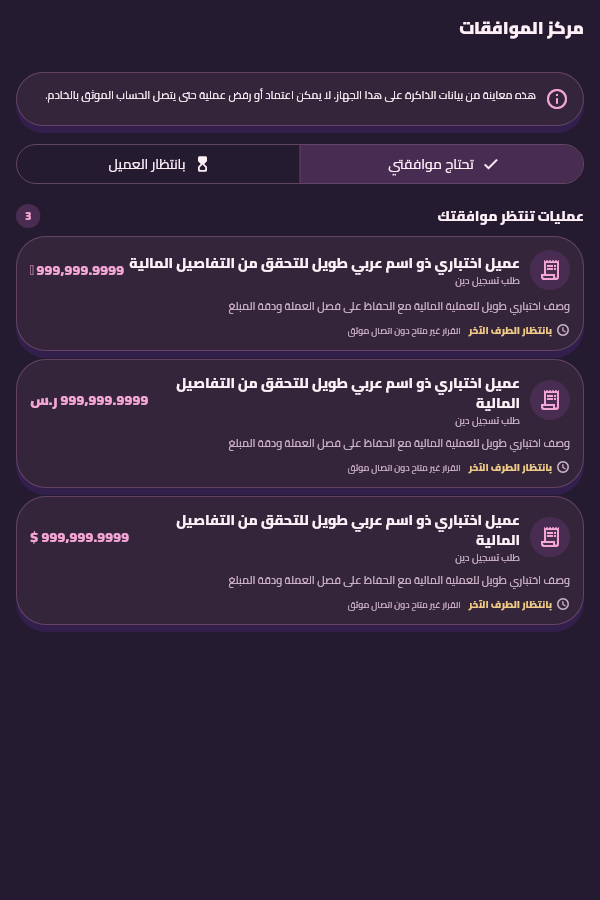 مركز الموافقات
هذه معاينة من بيانات الذاكرة على هذا الجهاز. لا يمكن اعتماد أو رفض عملية حتى يتصل الحساب الموثق بالخادم.
تحتاج موافقتي
بانتظار العميل
عمليات تنتظر موافقتك
3
عميل اختباري ذو اسم عربي طويل للتحقق من التفاصيل المالية
999,999.9999
طلب تسجيل دين
وصف اختباري طويل للعملية المالية مع الحفاظ على فصل العملة ودقة المبلغ
بانتظار الطرف الآخر القرار غير متاح دون اتصال موثق
عميل اختباري ذو اسم عربي طويل للتحقق من التفاصيل
المالية
999,999.9999 ر.س
طلب تسجيل دين
وصف اختباري طويل للعملية المالية مع الحفاظ على فصل العملة ودقة المبلغ
بانتظار الطرف الآخر القرار غير متاح دون اتصال موثق
عميل اختباري ذو اسم عربي طويل للتحقق من التفاصيل
المالية
999,999.9999 $
طلب تسجيل دين
وصف اختباري طويل للعملية المالية مع الحفاظ على فصل العملة ودقة المبلغ
بانتظار الطرف الآخر القرار غير متاح دون اتصال موثق